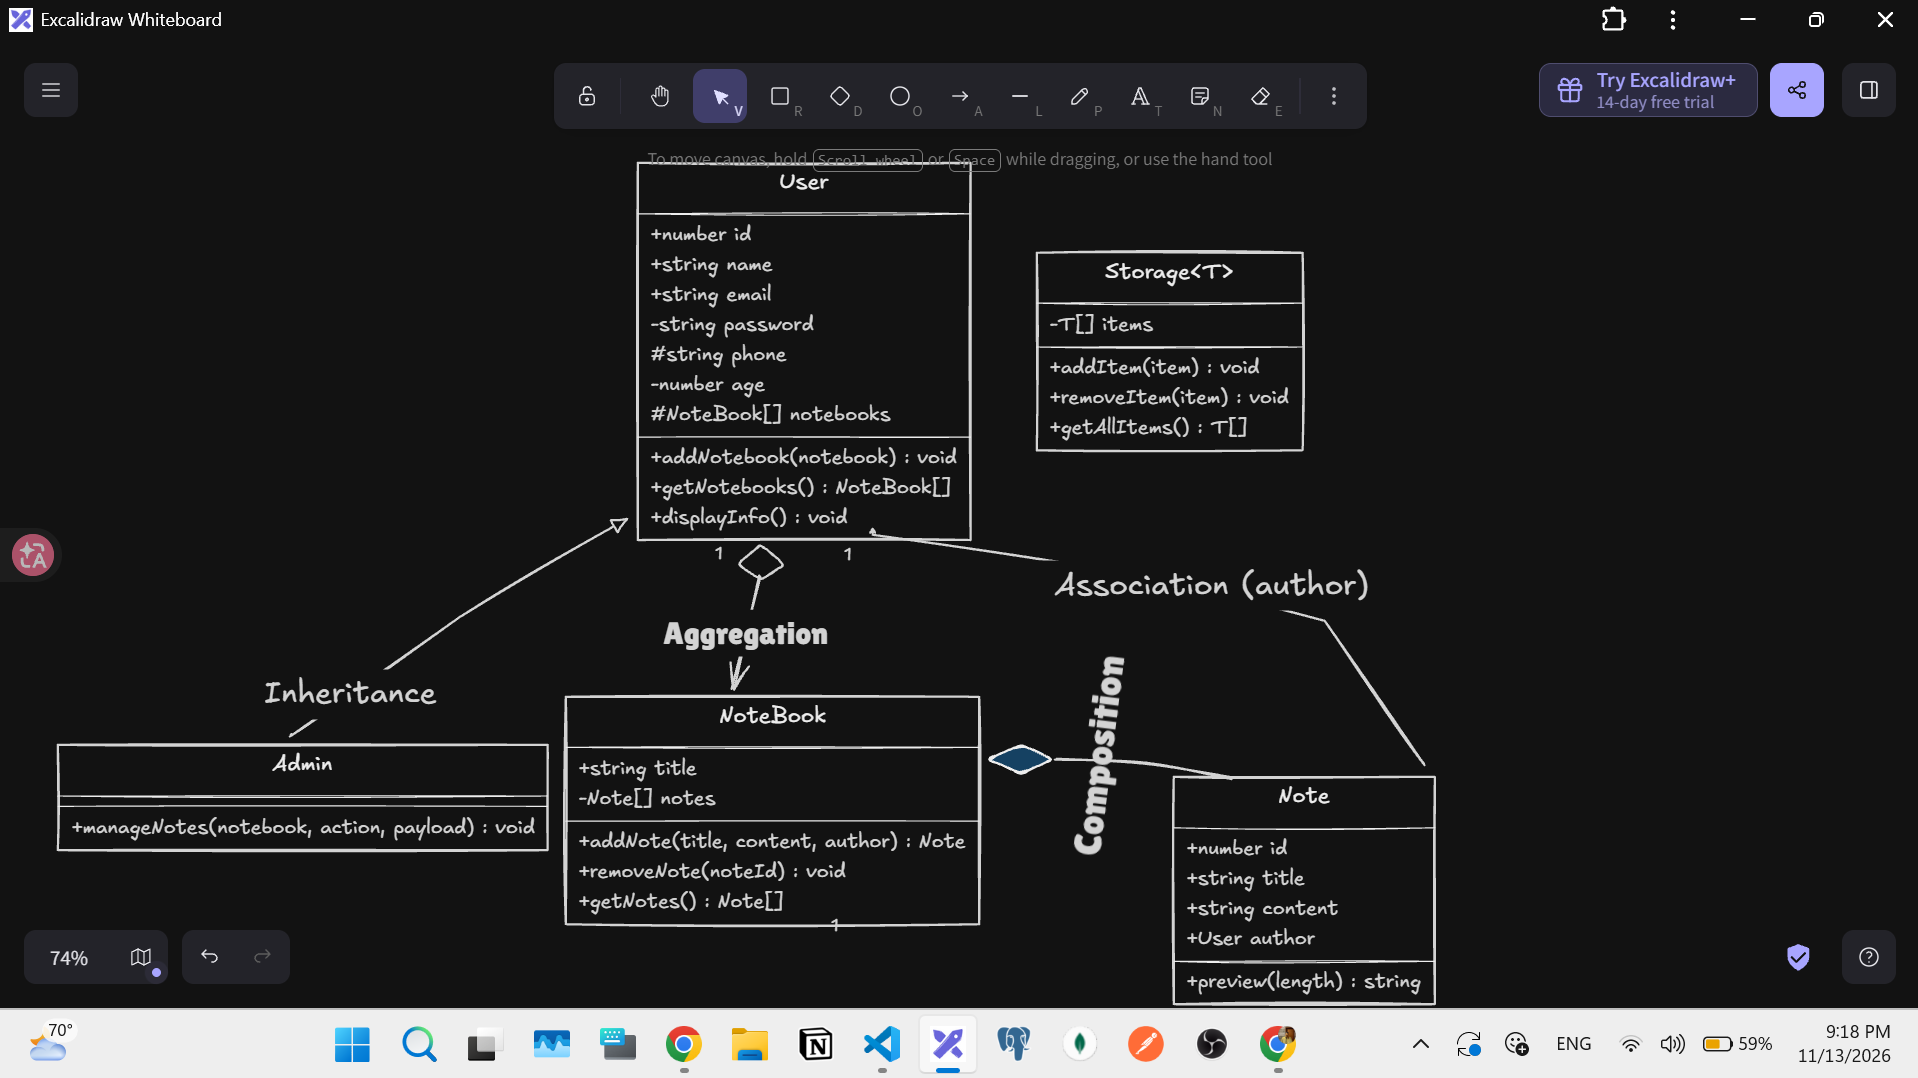 Excalidraw Whiteboard
V
R
D
O
A
L
P
T
N
E
Try Excalidraw+
14-day free trial
To move canvas, hold Scroll wheel or Space while dragging, or use the hand tool
User
+number id
+string name
+string email
-string password
#string phone
-number age
#NoteBook[] notebooks
+addNotebook(notebook) : void
+getNotebooks() : NoteBook[]
+displayInfo() : void
Storage<T>
-T[] items
+addItem(item) : void
+removeItem(item) : void
+getAllItems() : T[]
1
1
Association (author)
Aggregation
Inheritance
Composition
Admin
+manageNotes(notebook, action, payload) : void
NoteBook
+string title
-Note[] notes
+addNote(title, content, author) : Note
+removeNote(noteId) : void
+getNotes() : Note[]
1
Note
+number id
+string title
+string content
+User author
+preview(length) : string
74%
70°
ENG
59%
9:18 PM
11/13/2026